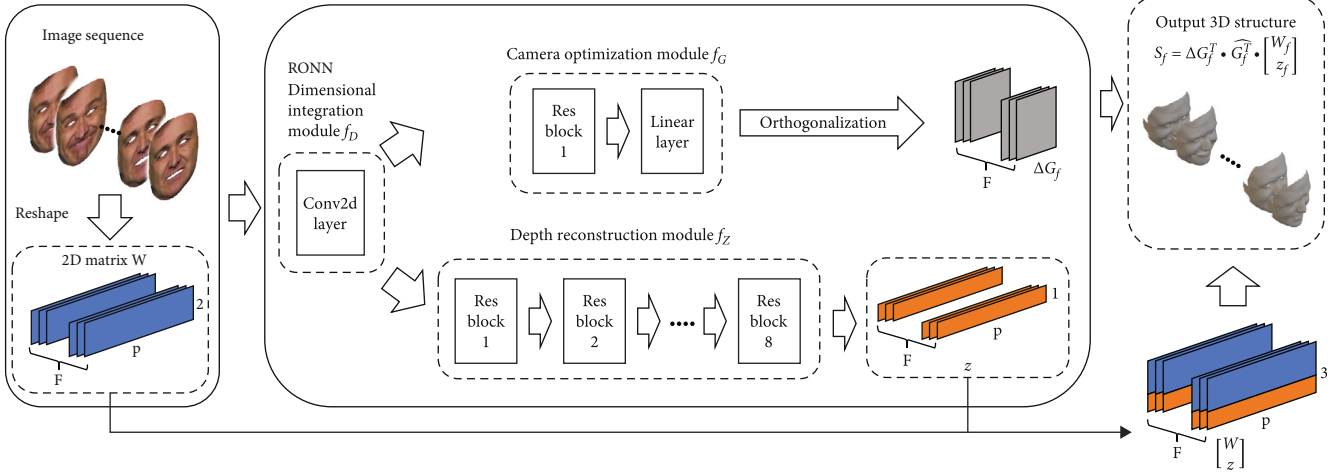 Image sequence
Reshape
2D matrix W
2
p
F
RONN
Dimensional
integration
module f_D
Conv2d
layer
Camera optimization module f_G
Res
block
1
Linear
layer
Orthogonalization
F
ΔG_f
Depth reconstruction module f_Z
Res
block
1
Res
block
2
....
Res
block
8
1
p
F
z
Output 3D structure
S_f = ΔG_f^T • \widehat{G_f^T} • [W_f z_f]
3
p
F
[W z]